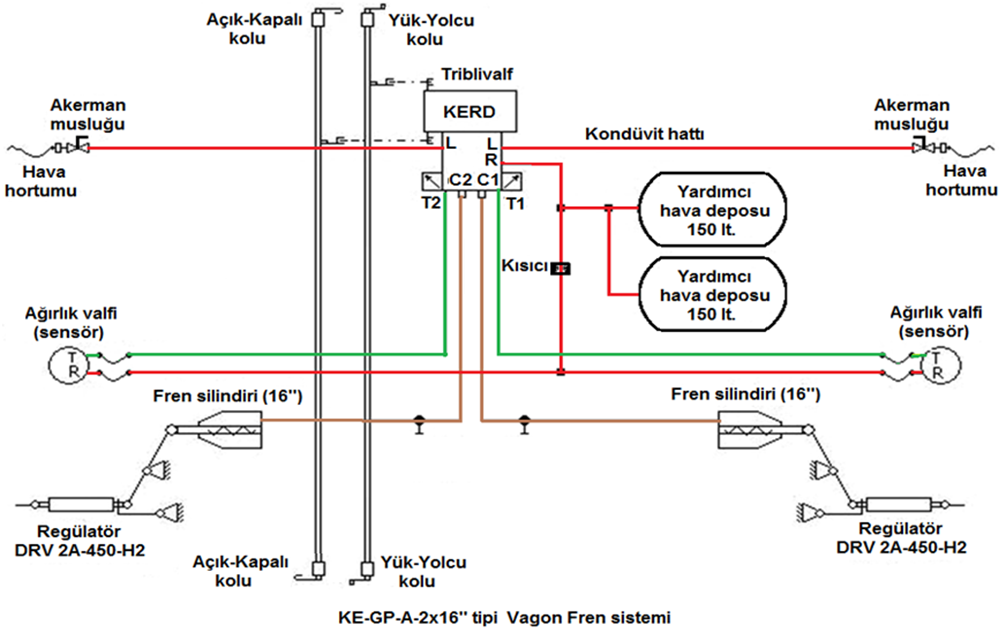 Açık-Kapalı
kolu
Yük-Yolcu
kolu
Triblivalf
KERD
Akerman
musluğu
Hava
hortumu
L
L
R
Kondüvit hattı
Akerman
musluğu
Hava
hortumu
C2 C1
T2
T1
Yardımcı
hava deposu
150 lt.
Kısıcı
Yardımcı
hava deposu
150 lt.
Ağırlık valfi
(sensör)
T
R
Ağırlık valfi
(sensör)
T
R
Fren silindiri (16")
Fren silindiri (16")
Regülatör
DRV 2A-450-H2
Regülatör
DRV 2A-450-H2
Açık-Kapalı
kolu
Yük-Yolcu
kolu
KE-GP-A-2x16" tipi Vagon Fren sistemi